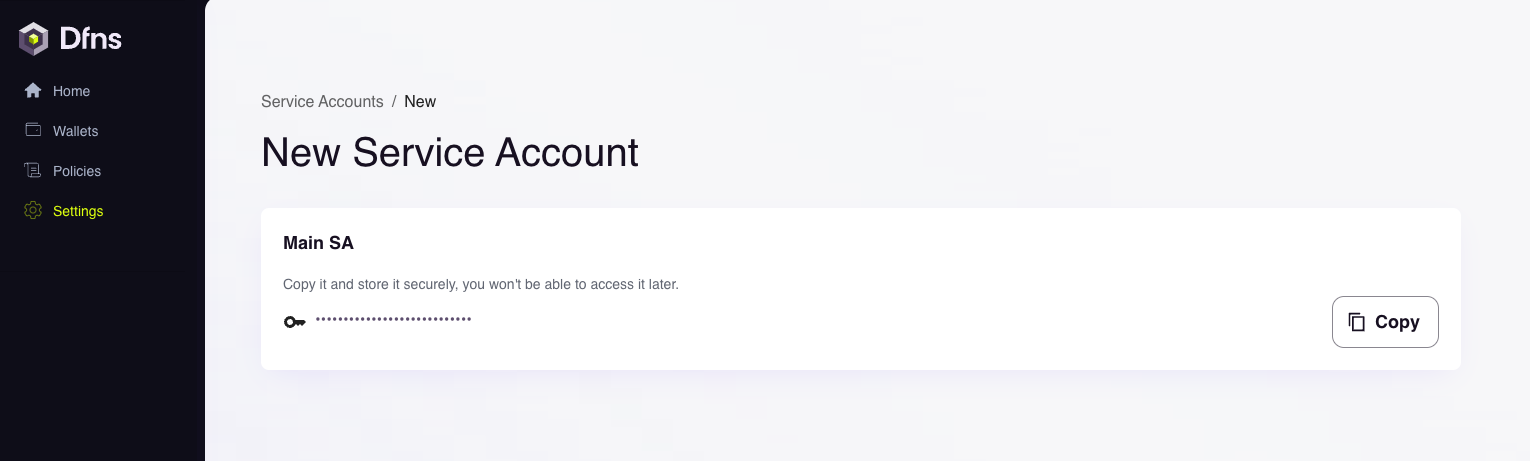 Dfns
Home
Wallets
Policies
Settings
Service Accounts / New
New Service Account
Main SA
Copy it and store it securely, you won't be able to access it later.
•••••••••••••••••••••••••••
Copy